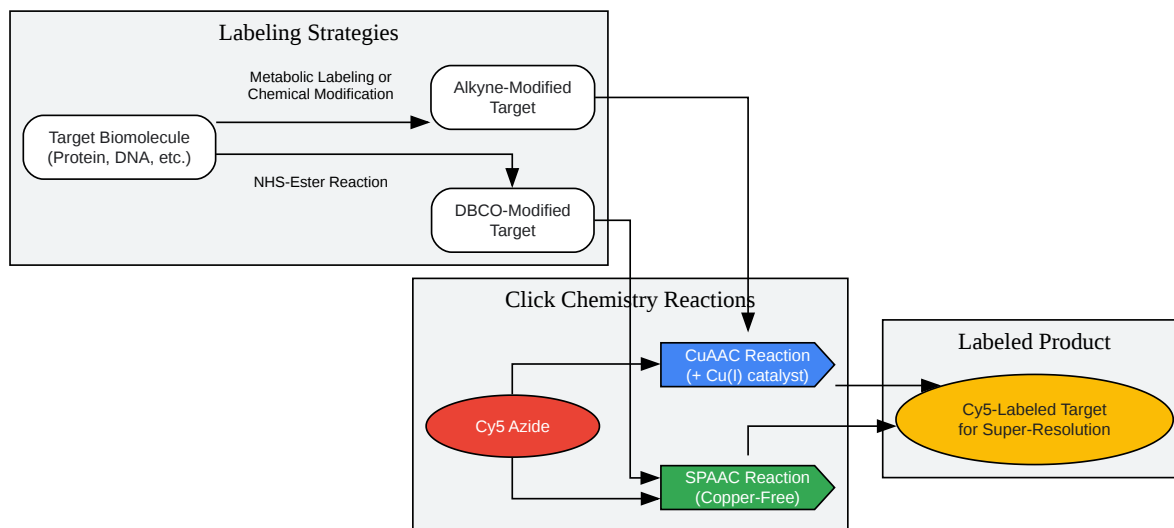 Labeling Strategies
Metabolic Labeling or
Chemical Modification
Alkyne-Modified
Target
Target Biomolecule
(Protein, DNA, etc.)
NHS-Ester Reaction
DBCO-Modified
Target
Click Chemistry Reactions
CuAAC Reaction
(+ Cu(I) catalyst)
Cy5 Azide
SPAAC Reaction
(Copper-Free)
Labeled Product
Cy5-Labeled Target
for Super-Resolution